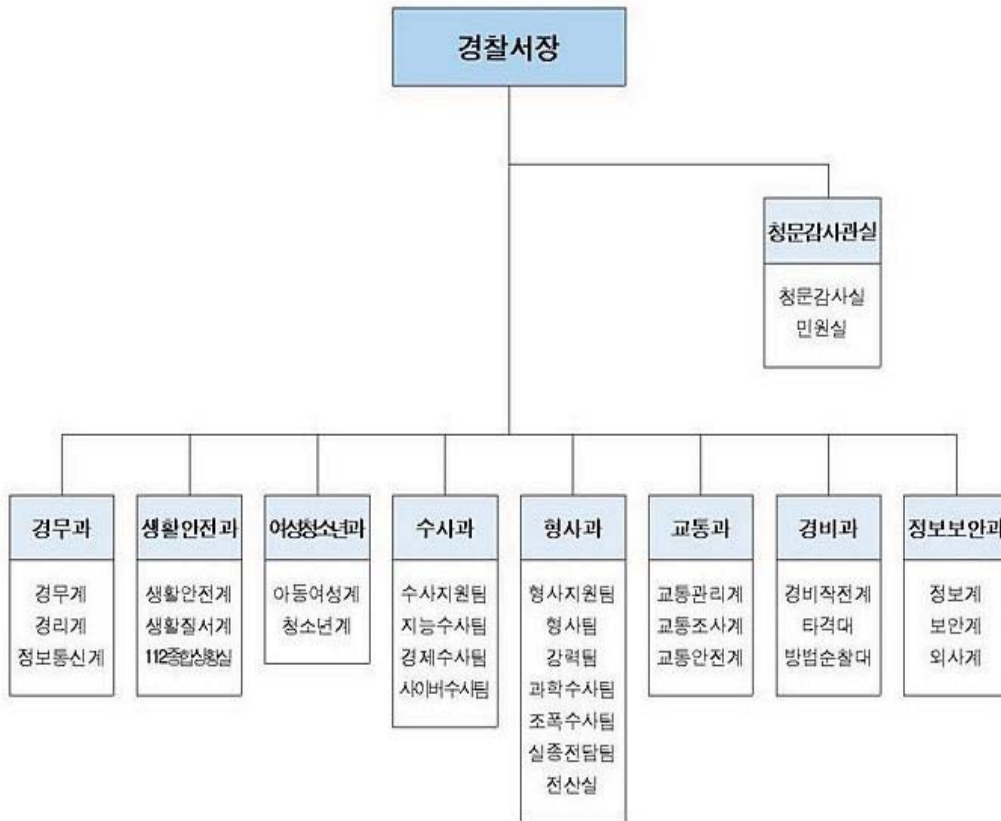 경찰서장
청문감사관실
청문감사실
민원실
경무과
경무계
경리계
정보통신계
생활안전과
생활안전계
생활질서계
112종합상황실
여성청소년과
아동여성계
청소년계
수사과
수사지원팀
지능수사팀
경제수사팀
사이버수사팀
형사과
형사지원팀
형사팀
강력팀
과학수사팀
조폭수사팀
실종전담팀
전산실
교통과
교통관리계
교통조사계
교통안전계
경비과
경비작전계
타격대
방범순찰대
정보보안과
정보계
보안계
외사계